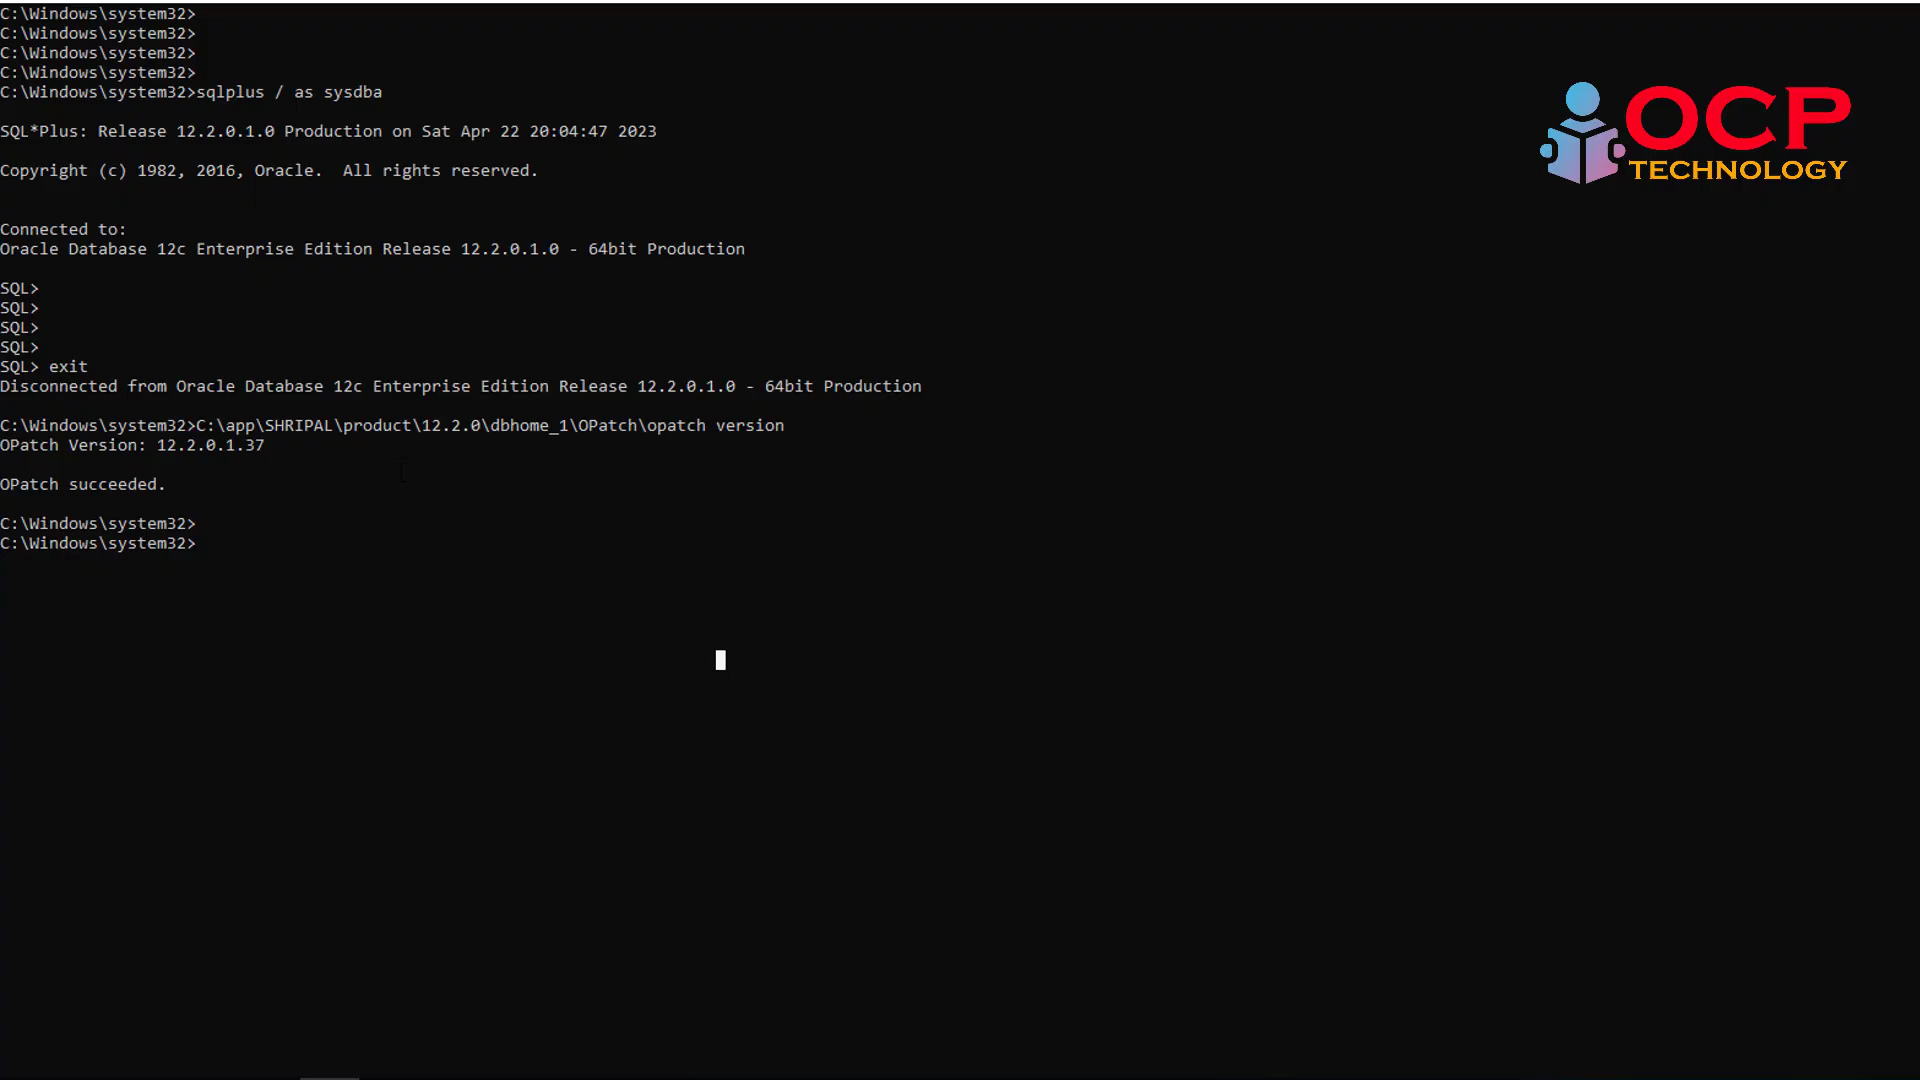 C:\Windows\system32>
C:\Windows\system32>
C:\Windows\system32>
C:\Windows\system32>
C:\Windows\system32>sqlplus / as sysdba
SQL*Plus: Release 12.2.0.1.0 Production on Sat Apr 22 20:04:47 2023
Copyright (c) 1982, 2016, Oracle.  All rights reserved.
Connected to:
Oracle Database 12c Enterprise Edition Release 12.2.0.1.0 - 64bit Production
SQL>
SQL>
SQL>
SQL>
SQL> exit
Disconnected from Oracle Database 12c Enterprise Edition Release 12.2.0.1.0 - 64bit Production
C:\Windows\system32>C:\app\SHRIPAL\product\12.2.0\dbhome_1\OPatch\opatch version
OPatch Version: 12.2.0.1.37
OPatch succeeded.
C:\Windows\system32>
C:\Windows\system32>
OCP
TECHNOLOGY